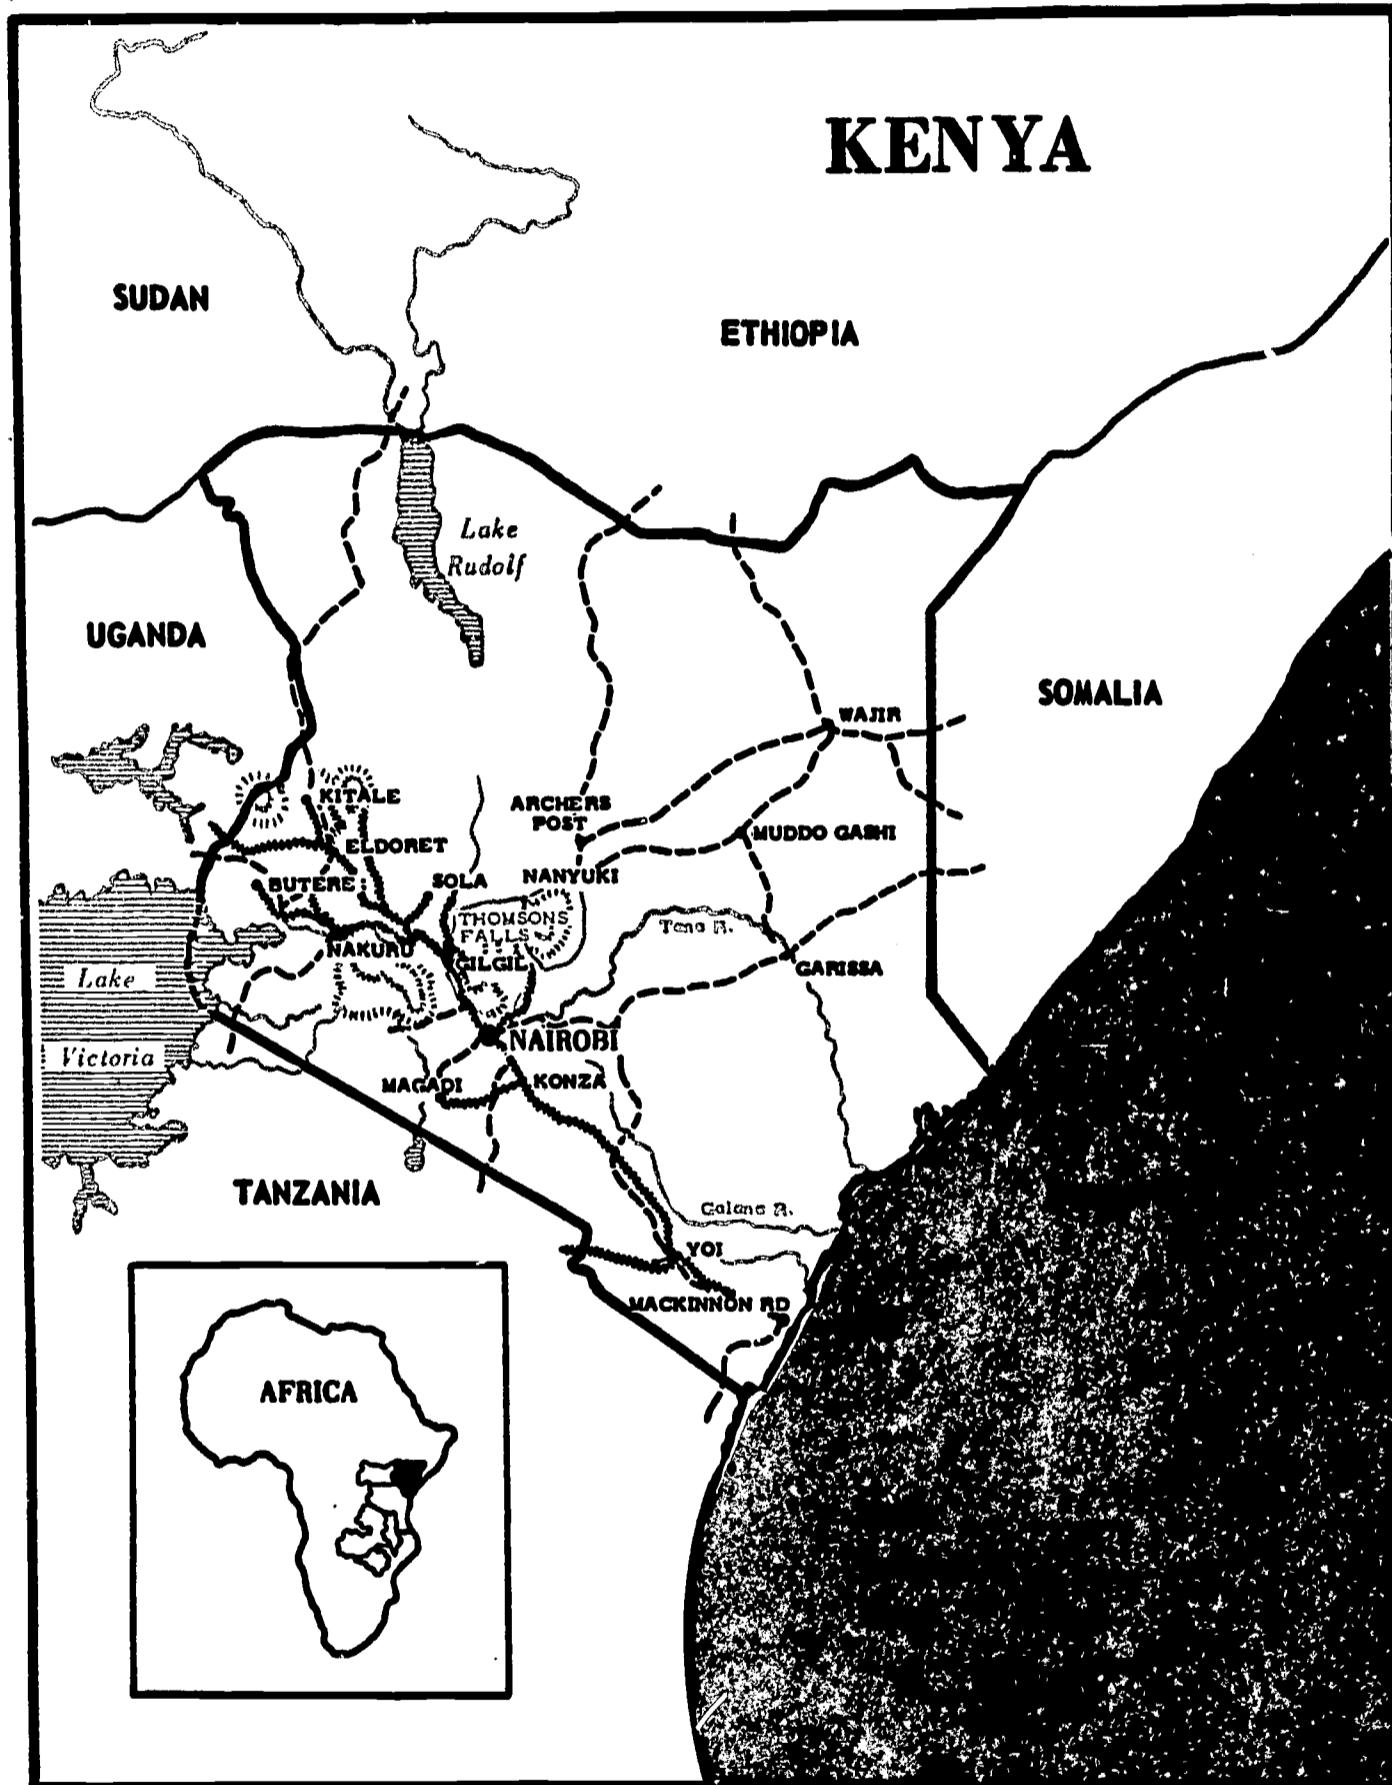 KENYA
SUDAN
ETHIOPIA
Lake
Rudolf
UGANDA
SOMALIA
WAJIR
KITALE
ARCHERS
POST
MUDDO GASHI
ELDORET
BUTERE
SOLA
NANYUKI
THOMSONS
FALLS
Tana R.
NAKURU
GILGIL
GARISSA
Lake
Victoria
NAIROBI
MAGADI
KONZA
TANZANIA
Galana R.
YOI
MACKINNON RD
AFRICA